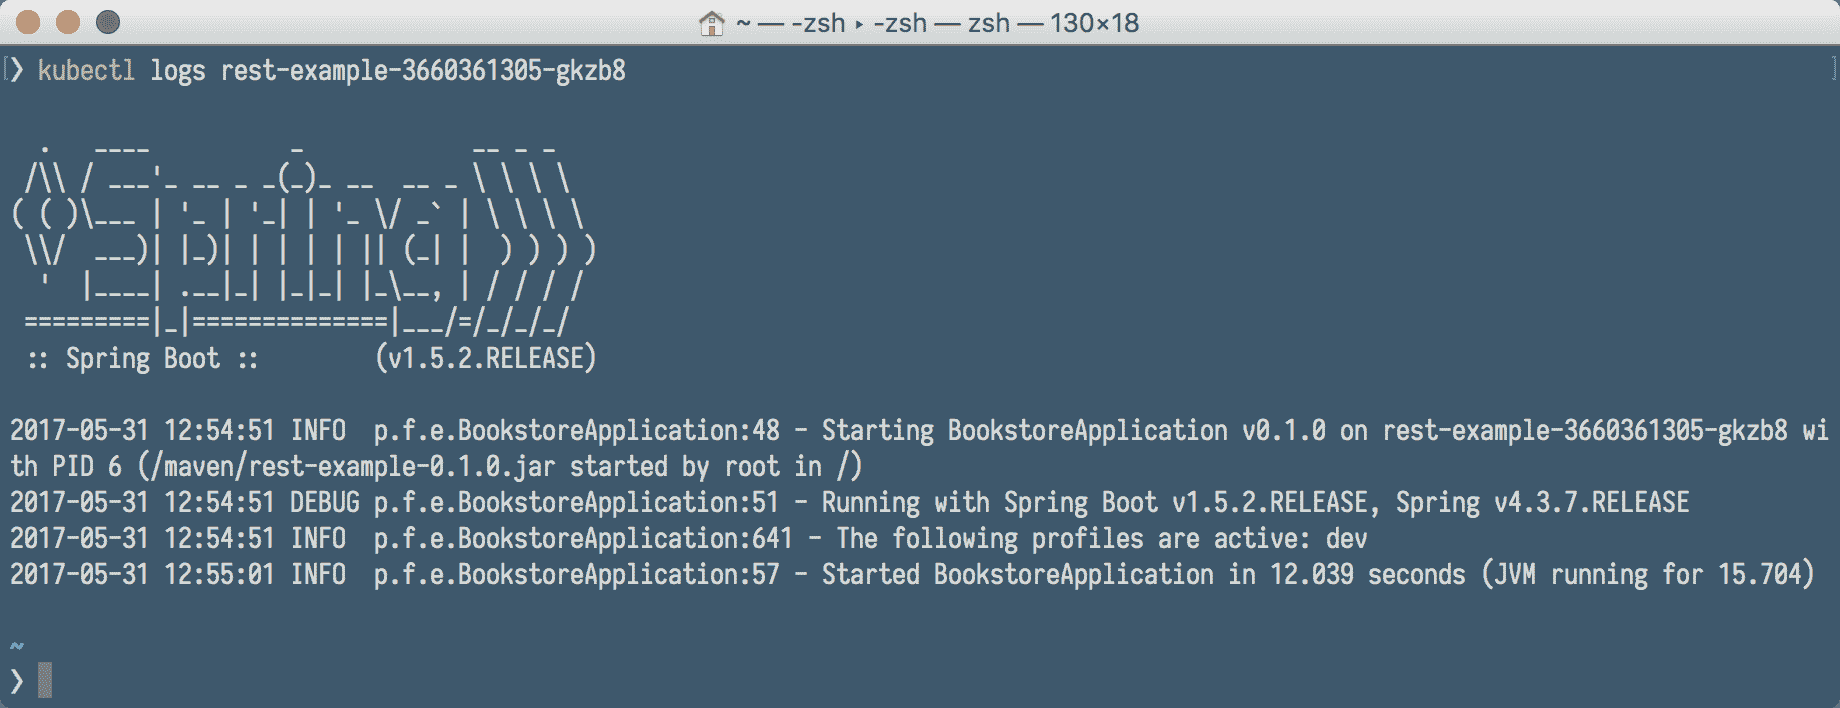 ~ — -zsh ▸ -zsh — zsh — 130×18
❯ kubectl logs rest-example-3660361305-gkzb8
  .   ____          _            __ _ _
 /\\ / ___'_ __ _ _(_)_ __  __ _ \ \ \ \
( ( )\___ | '_ | '_| | '_ \/ _` | \ \ \ \
 \\/  ___)| |_)| | | | | || (_| |  ) ) ) )
  '  |____| .__|_| |_|_| |_\__, | / / / /
 =========|_|==============|___/=/_/_/_/
 :: Spring Boot ::        (v1.5.2.RELEASE)
2017-05-31 12:54:51 INFO  p.f.e.BookstoreApplication:48 - Starting BookstoreApplication v0.1.0 on rest-example-3660361305-gkzb8 wi
th PID 6 (/maven/rest-example-0.1.0.jar started by root in /)
2017-05-31 12:54:51 DEBUG p.f.e.BookstoreApplication:51 - Running with Spring Boot v1.5.2.RELEASE, Spring v4.3.7.RELEASE
2017-05-31 12:54:51 INFO  p.f.e.BookstoreApplication:641 - The following profiles are active: dev
2017-05-31 12:55:01 INFO  p.f.e.BookstoreApplication:57 - Started BookstoreApplication in 12.039 seconds (JVM running for 15.704)
~
❯